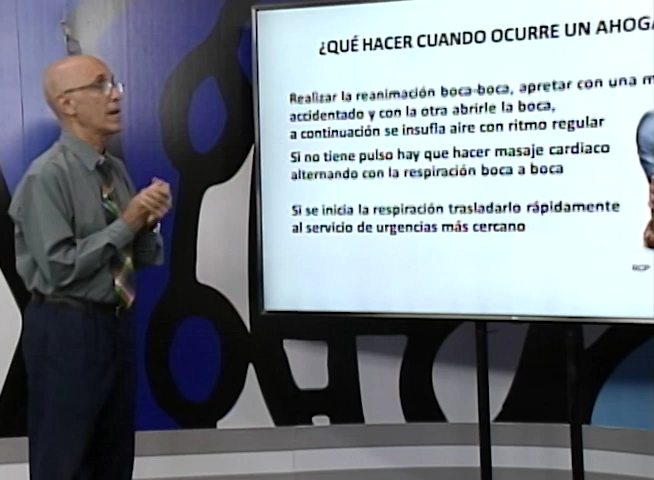 ¿QUÉ HACER CUANDO OCURRE UN AHOGA
Realizar la reanimación boca-boca, apretar con una m
accidentado y con la otra abrirle la boca,
a continuación se insufla aire con ritmo regular
Si no tiene pulso hay que hacer masaje cardiaco
alternando con la respiración boca a boca
Si se inicia la respiración trasladarlo rápidamente
al servicio de urgencias más cercano
RCP